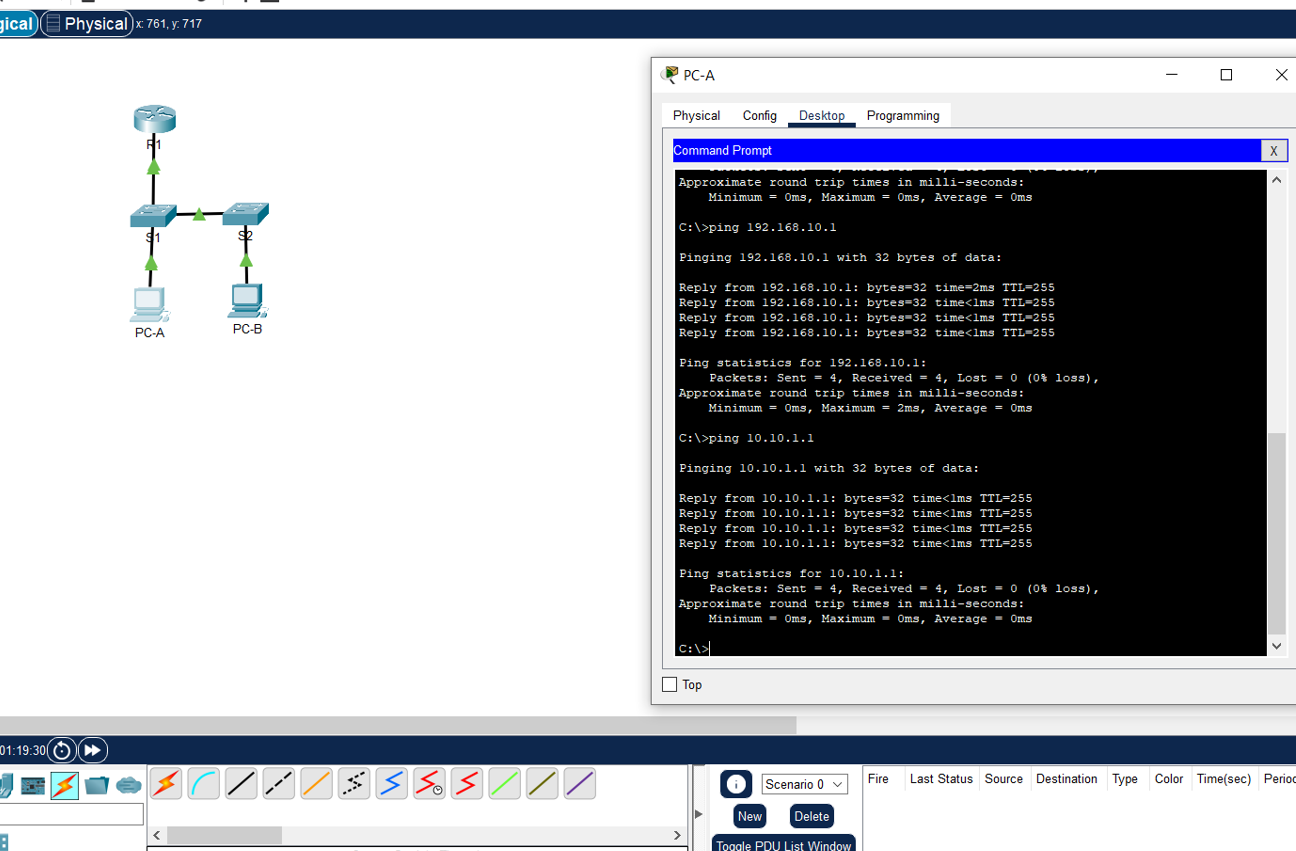 gical Physical x: 761, y: 717
R1
S1
S2
PC-A
PC-B
PC-A
Physical Config Desktop Programming
Command Prompt X
Approximate round trip times in milli-seconds:
Minimum = 0ms, Maximum = 0ms, Average = 0ms
C:\>ping 192.168.10.1
Pinging 192.168.10.1 with 32 bytes of data:
Reply from 192.168.10.1: bytes=32 time=2ms TTL=255
Reply from 192.168.10.1: bytes=32 time<1ms TTL=255
Reply from 192.168.10.1: bytes=32 time<1ms TTL=255
Reply from 192.168.10.1: bytes=32 time<1ms TTL=255
Ping statistics for 192.168.10.1:
Packets: Sent = 4, Received = 4, Lost = 0 (0% loss),
Approximate round trip times in milli-seconds:
Minimum = 0ms, Maximum = 2ms, Average = 0ms
C:\>ping 10.10.1.1
Pinging 10.10.1.1 with 32 bytes of data:
Reply from 10.10.1.1: bytes=32 time<1ms TTL=255
Reply from 10.10.1.1: bytes=32 time<1ms TTL=255
Reply from 10.10.1.1: bytes=32 time<1ms TTL=255
Reply from 10.10.1.1: bytes=32 time<1ms TTL=255
Ping statistics for 10.10.1.1:
Packets: Sent = 4, Received = 4, Lost = 0 (0% loss),
Approximate round trip times in milli-seconds:
Minimum = 0ms, Maximum = 0ms, Average = 0ms
C:\>
Top
01:19:30
Scenario 0
New Delete
Toggle PDU List Window
Fire Last Status Source Destination Type Color Time(sec) Perio